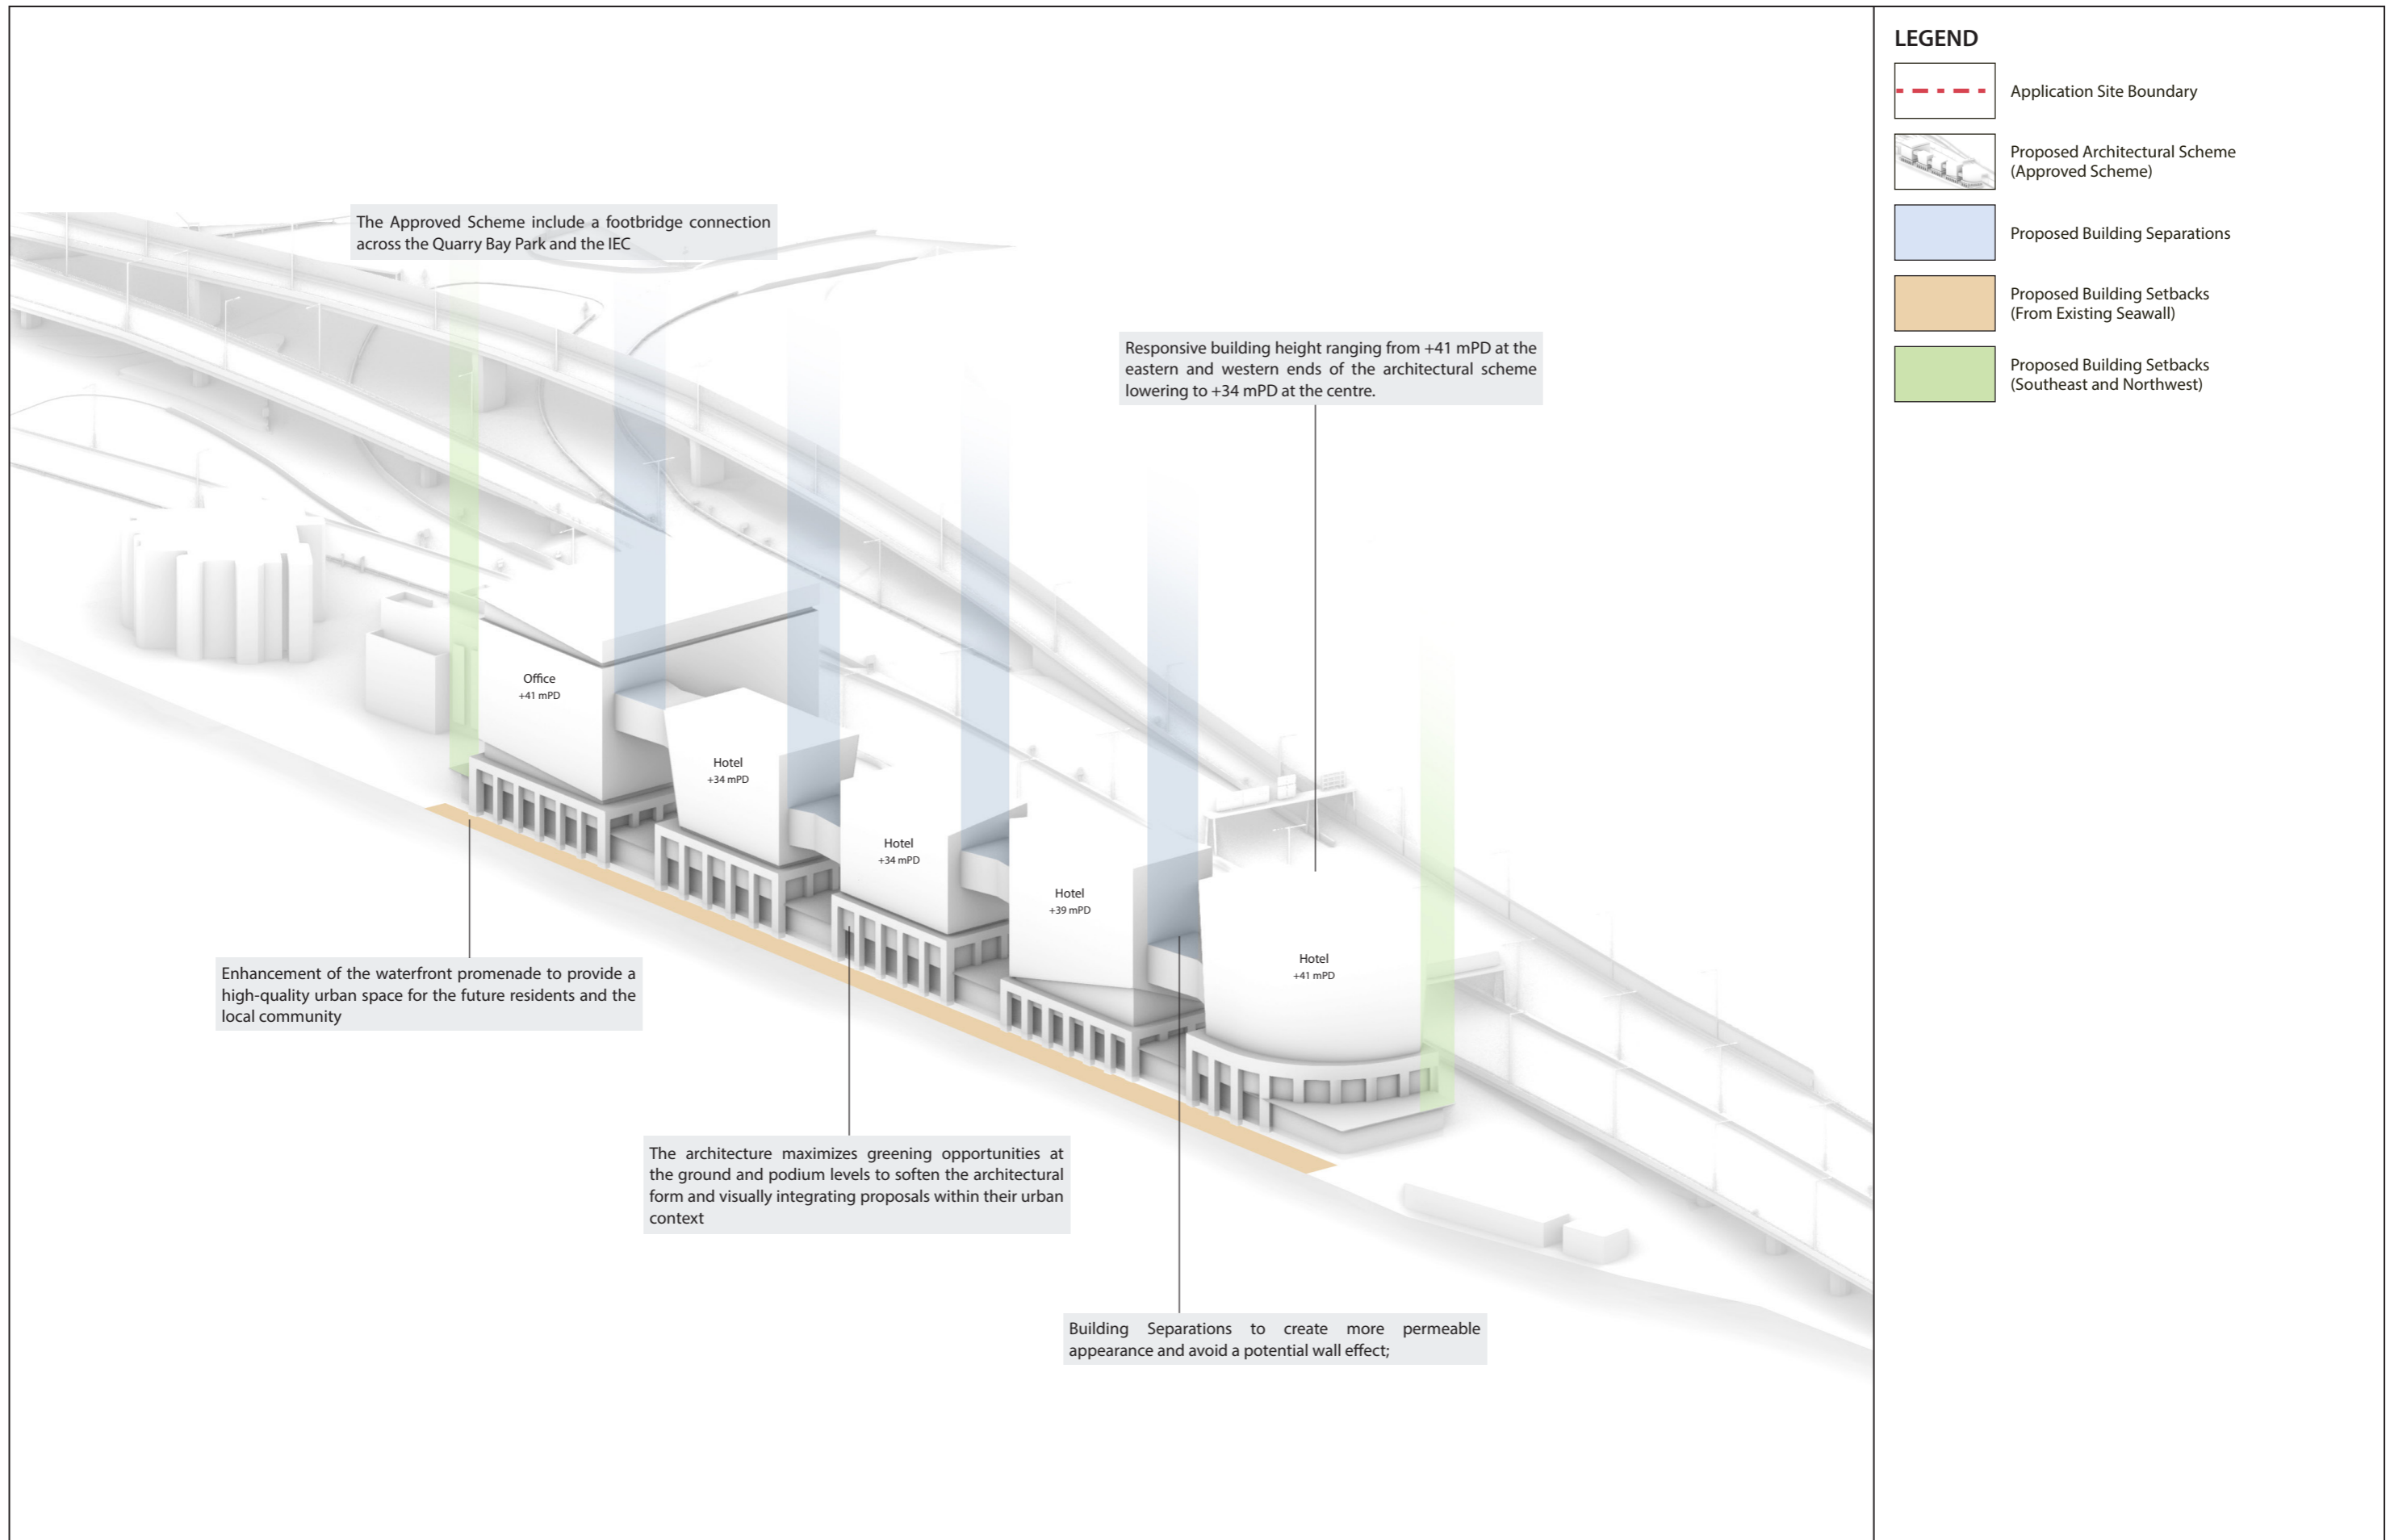 The Approved Scheme include a footbridge connection
across the Quarry Bay Park and the IEC
Responsive building height ranging from +41 mPD at the
eastern and western ends of the architectural scheme
lowering to +34 mPD at the centre.
Office
+41 mPD
Hotel
+34 mPD
Hotel
+34 mPD
Hotel
+39 mPD
Hotel
+41 mPD
Enhancement of the waterfront promenade to provide a
high-quality urban space for the future residents and the
local community
The architecture maximizes greening opportunities at
the ground and podium levels to soften the architectural
form and visually integrating proposals within their urban
context
Building Separations to create more permeable
appearance and avoid a potential wall effect;
LEGEND
Application Site Boundary
Proposed Architectural Scheme
(Approved Scheme)
Proposed Building Separations
Proposed Building Setbacks
(From Existing Seawall)
Proposed Building Setbacks
(Southeast and Northwest)